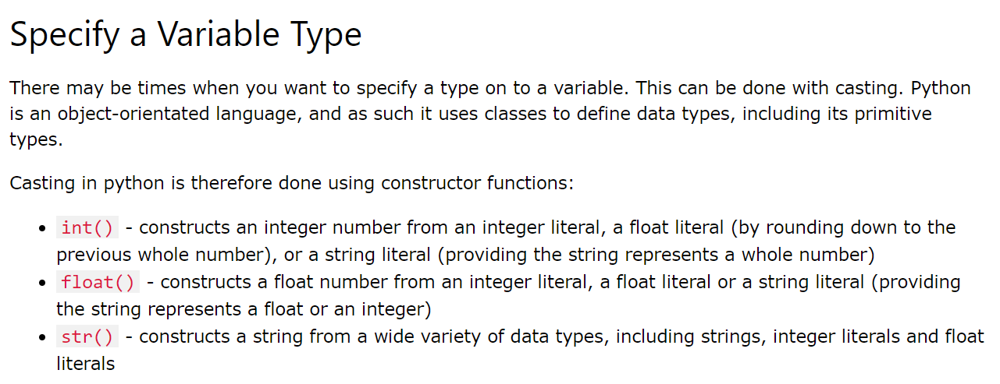 Specify a Variable Type
There may be times when you want to specify a type on to a variable. This can be done with casting. Python
is an object-orientated language, and as such it uses classes to define data types, including its primitive
types.
Casting in python is therefore done using constructor functions:
• int() - constructs an integer number from an integer literal, a float literal (by rounding down to the
previous whole number), or a string literal (providing the string represents a whole number)
• float() - constructs a float number from an integer literal, a float literal or a string literal (providing
the string represents a float or an integer)
• str() - constructs a string from a wide variety of data types, including strings, integer literals and float
literals